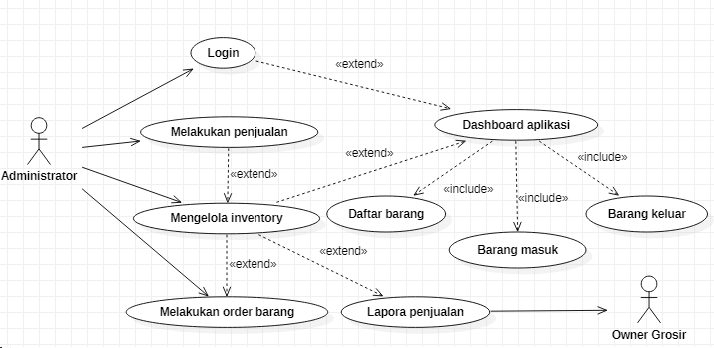 Login
«extend»
Dashboard aplikasi
Melakukan penjualan
«extend»
«include»
Administrator
«extend»
«include»
«include»
Mengelola inventory
Daftar barang
Barang keluar
Barang masuk
«extend»
«extend»
Melakukan order barang
Lapora penjualan
Owner Grosir